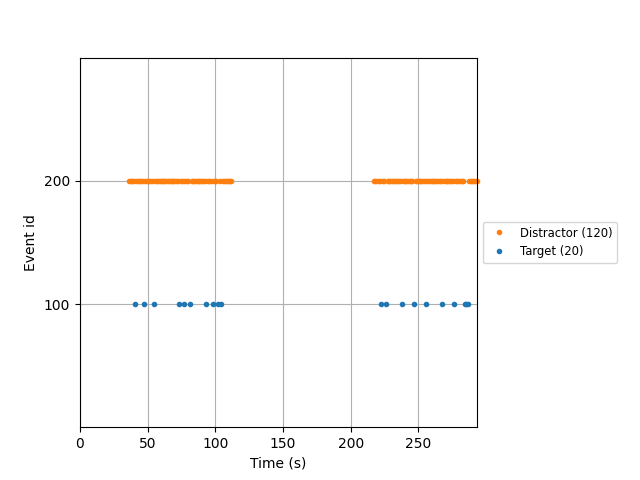 200
100
Event id
0 50 100 150 200 250
Time (s)
Distractor (120)
Target (20)